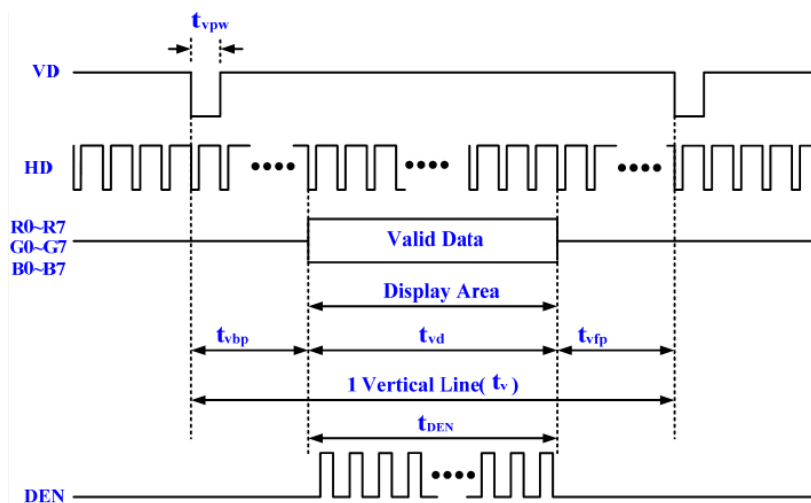 tvpw
VD
HD
R0~R7
G0~G7
B0~B7
Valid Data
Display Area
tvbp
tvd
tvfp
1 Vertical Line( tv )
tDEN
DEN